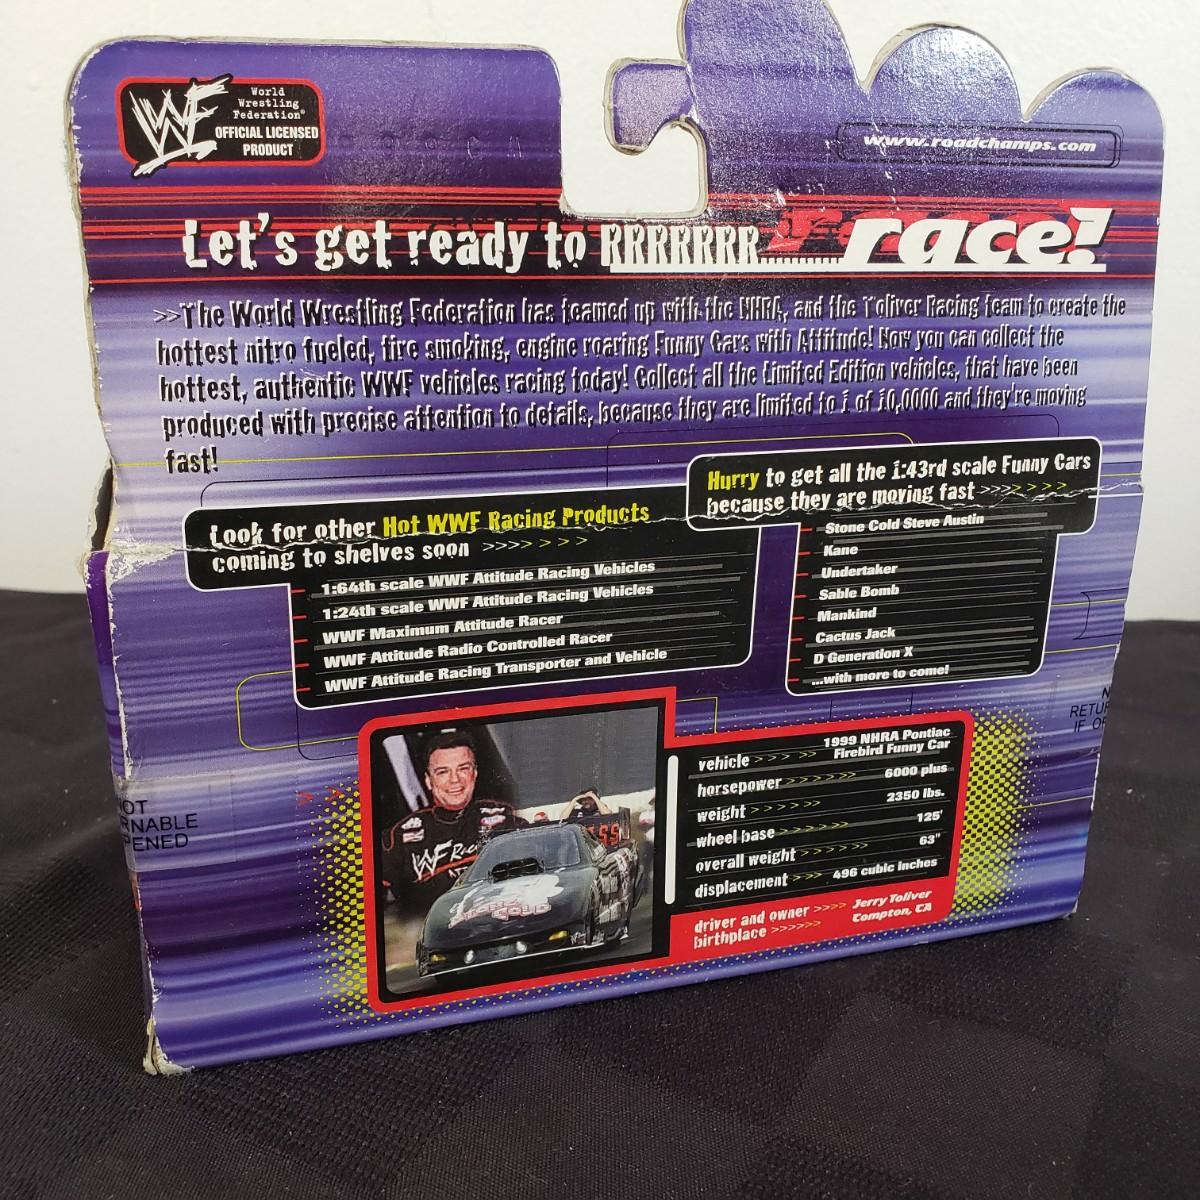 WF
World
Wrestling
Federation®
OFFICIAL LICENSED
PRODUCT
www.roadchamps.com
Let's get ready to RRRRRRR............race!
>>The World Wrestling Federation has teamed up with the NHRA, and the Toliver Racing team to create the
hottest nitro fueled, tire smoking, engine roaring Funny Cars with Attitude! Now you can collect the
hottest, authentic WWF vehicles racing today! Collect all the Limited Edition vehicles, that have been
produced with precise attention to details, because they are limited to 1 of 10,0000 and they're moving
fast!
Look for other Hot WWF Racing Products
coming to shelves soon >>>>>>>>
1:64th scale WWF Attitude Racing Vehicles
1:24th scale WWF Attitude Racing Vehicles
WWF Maximum Attitude Racer
WWF Attitude Radio Controlled Racer
WWF Attitude Racing Transporter and Vehicle
Hurry to get all the 1:43rd scale Funny Cars
because they are moving fast >>>>>>>>
Stone Cold Steve Austin
Kane
Undertaker
Sable Bomb
Mankind
Cactus Jack
D Generation X
...with more to come!
vehicle >>>> >> 1999 NHRA Pontiac
Firebird Funny Car
horsepower >>>>>>> 6000 plus
weight >>>>>> 2350 lbs.
wheel base >>>>>>> 125'
overall weight >>>>>> 63"
displacement >>> >> 496 cubic inches
driver and owner >>>> Jerry Toliver
birthplace >>>>>> Compton, CA
OT
RNABLE
PENED
N
RETUR
IF OP